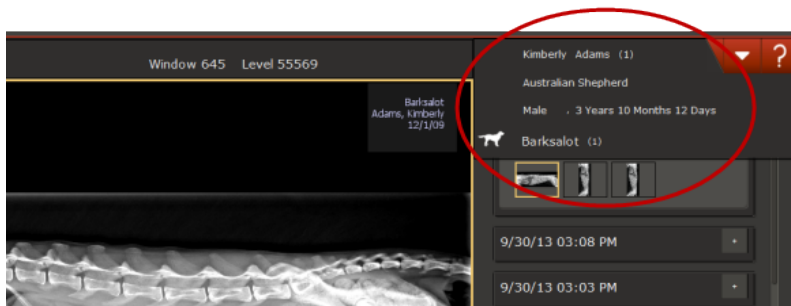 Window 645 Level 55569
Barksalot
Adams, Kimberly
12/1/09
Kimberly Adams (1)
Australian Shepherd
Male . 3 Years 10 Months 12 Days
Barksalot (1)
?
9/30/13 03:08 PM +
9/30/13 03:03 PM +